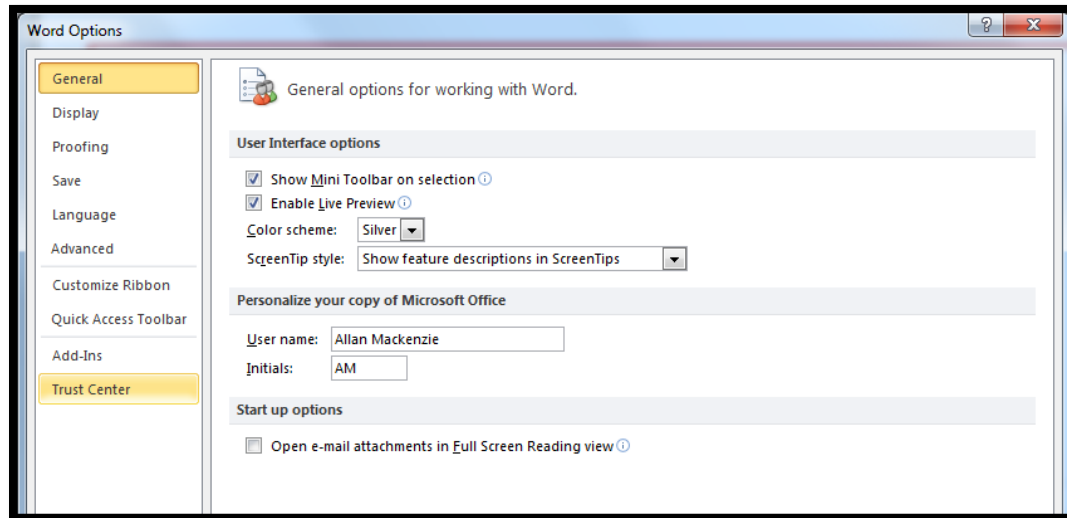 Word Options
General
Display
Proofing
Save
Language
Advanced
Customize Ribbon
Quick Access Toolbar
Add-Ins
Trust Center
General options for working with Word.
User Interface options
Show Mini Toolbar on selection
Enable Live Preview
Color scheme: Silver
ScreenTip style: Show feature descriptions in ScreenTips
Personalize your copy of Microsoft Office
User name: Allan Mackenzie
Initials: AM
Start up options
Open e-mail attachments in Full Screen Reading view